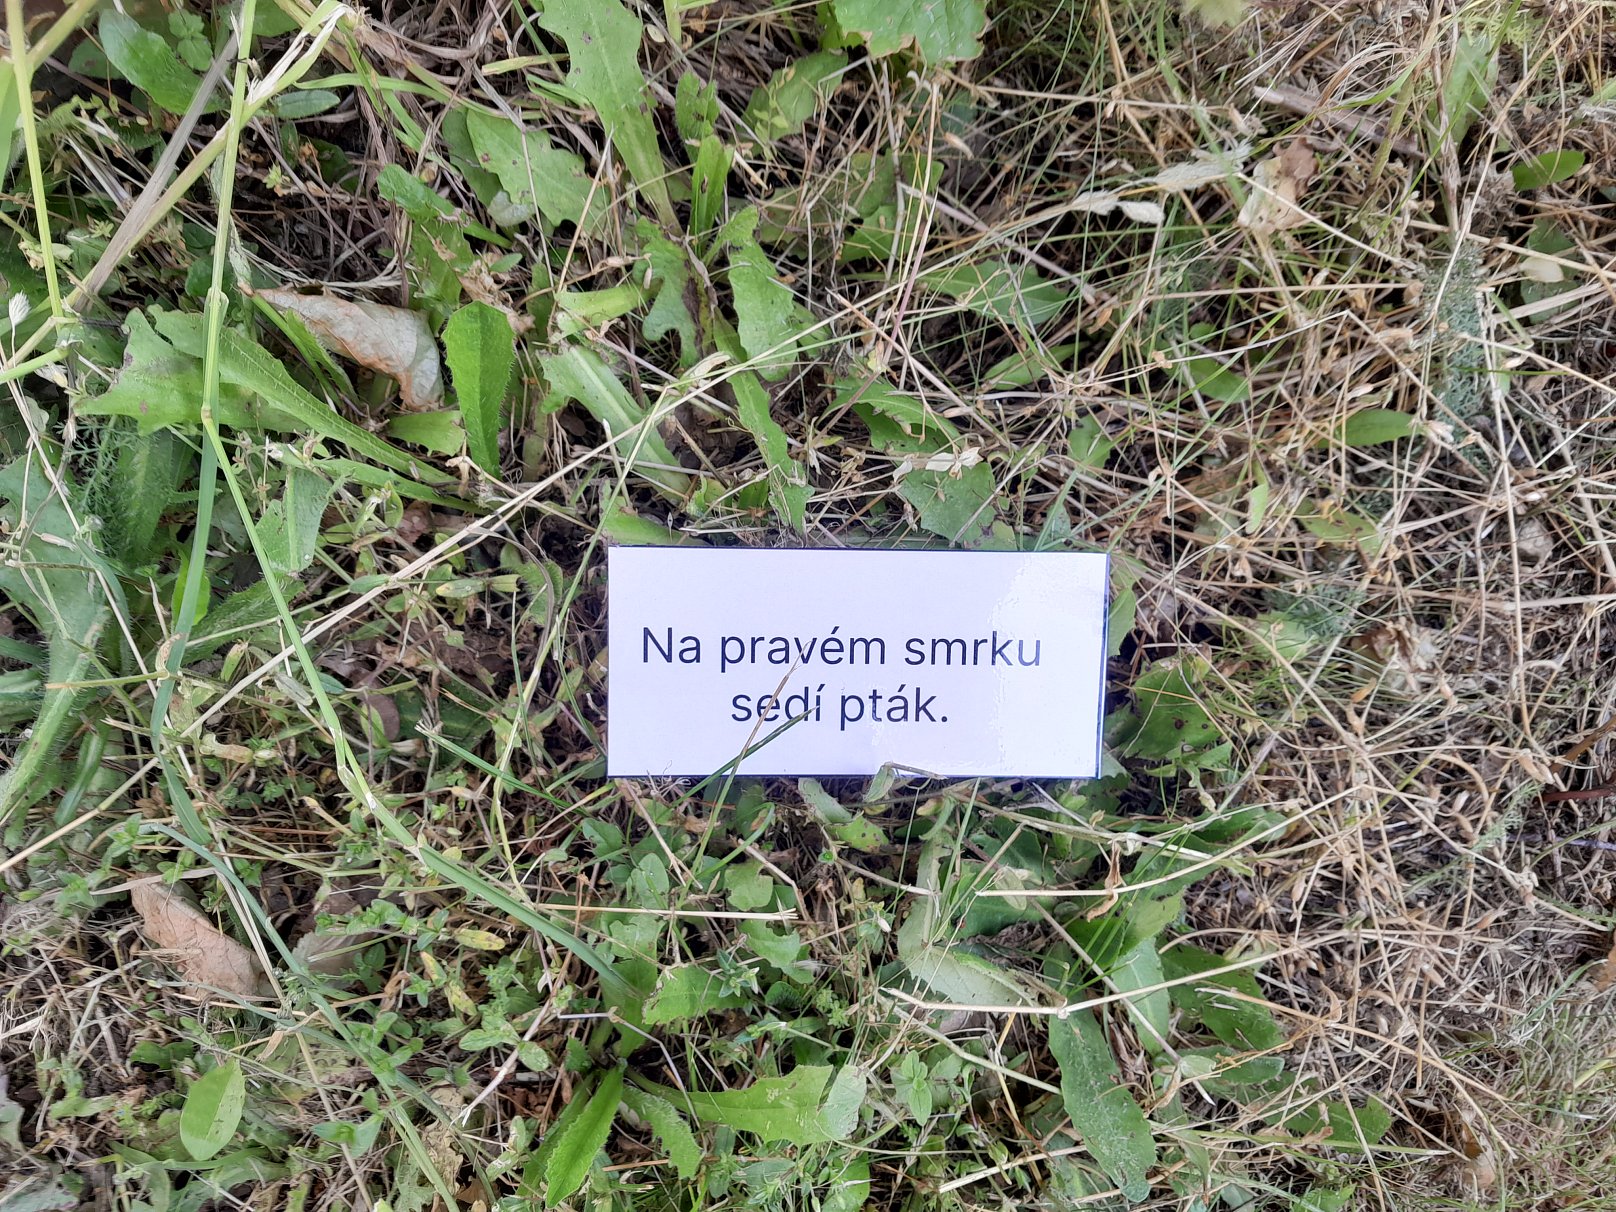 Na pravém smrku
sedí pták.